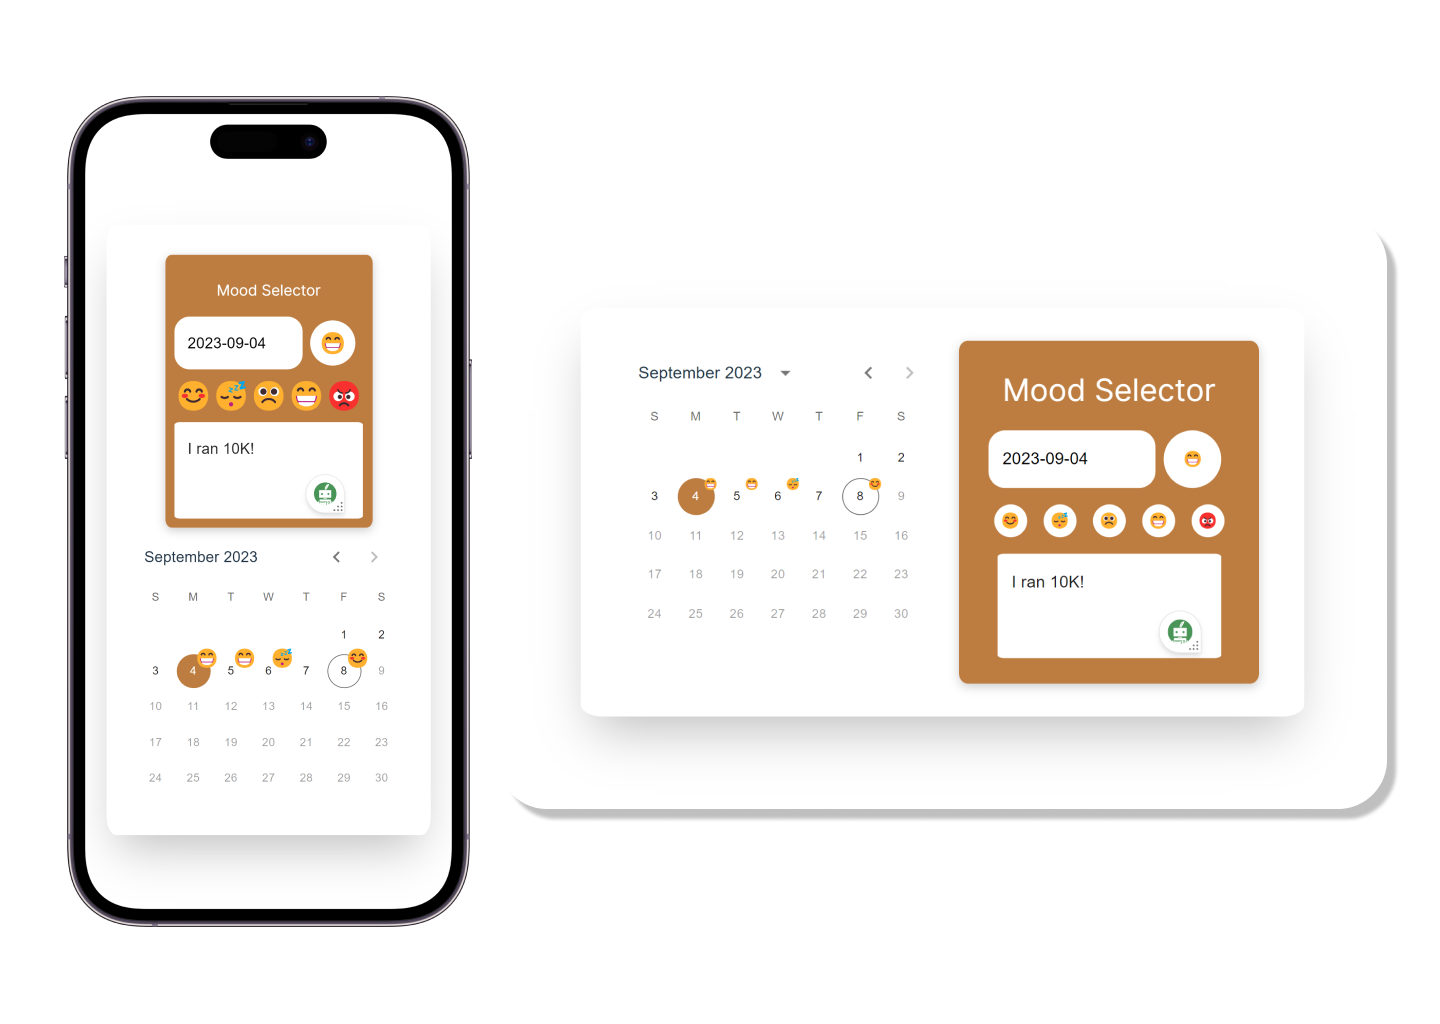 Mood Selector
2023-09-04
I ran 10K!
September 2023
S M T W T F S
1 2
3 4 5 6 7 8 9
10 11 12 13 14 15 16
17 18 19 20 21 22 23
24 25 26 27 28 29 30
September 2023
S M T W T F S
1 2
3 4 5 6 7 8 9
10 11 12 13 14 15 16
17 18 19 20 21 22 23
24 25 26 27 28 29 30
Mood Selector
2023-09-04
I ran 10K!